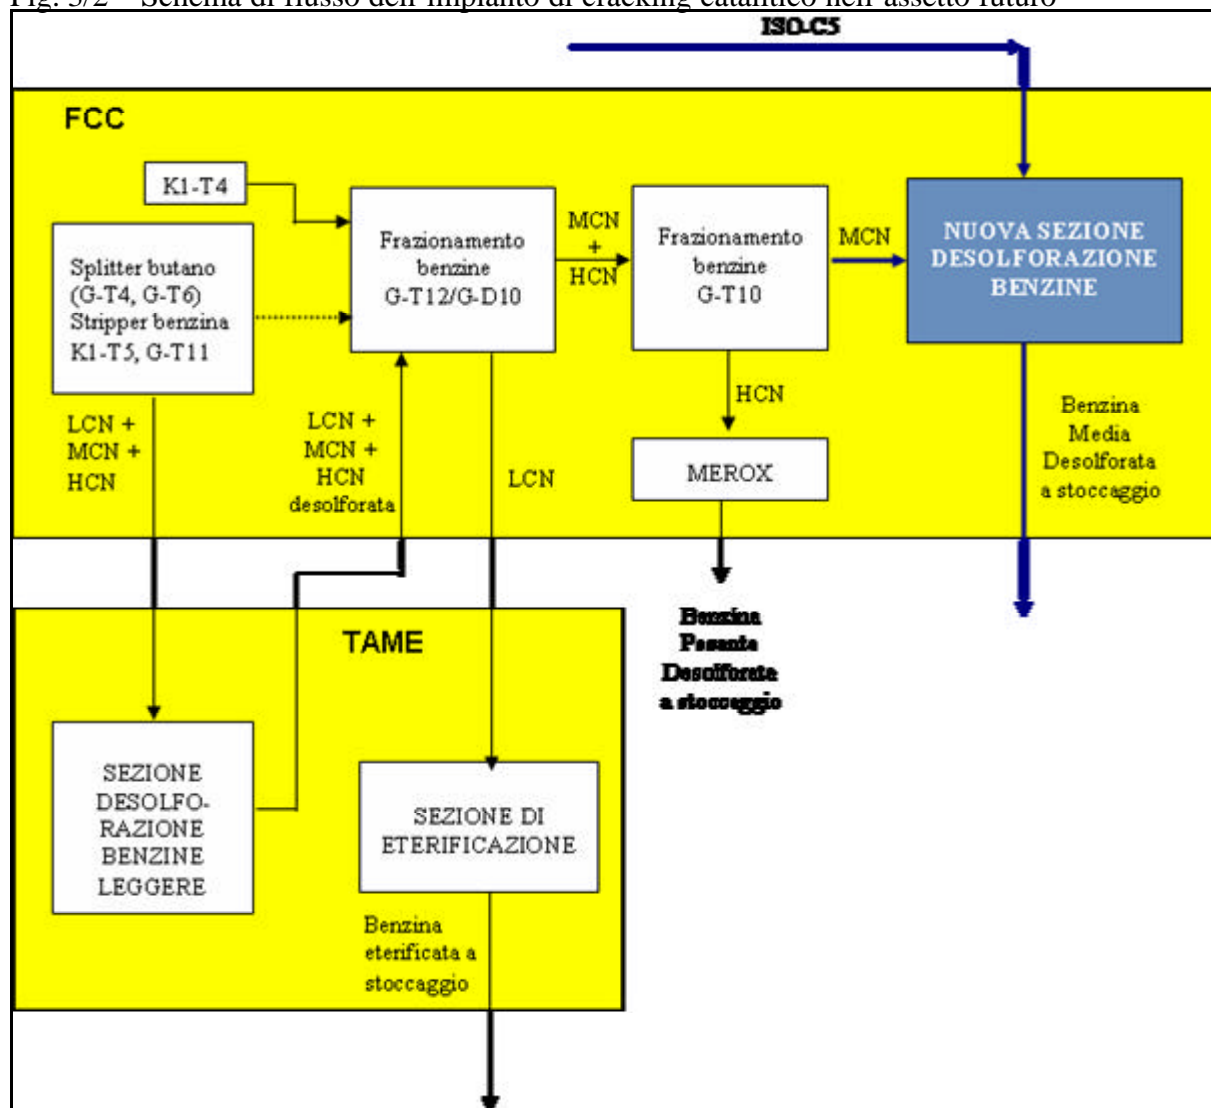 Fig. 3/2 – Schema di flusso dell'impianto di cracking catalitico nell'assetto futuro
ISO-C5
FCC
K1-T4
Splitter butano
(G-T4, G-T6)
Stripper benzina
K1-T5, G-T11
Frazionamento
benzine
G-T12/G-D10
MCN
+
HCN
Frazionamento
benzine
G-T10
MCN
NUOVA SEZIONE
DESOLFORAZIONE
BENZINE
LCN +
MCN +
HCN
LCN +
MCN +
HCN
desolforata
LCN
HCN
MEROX
Benzina
Media
Desolforata
a stoccaggio
Benzina
Pesante
Desolforata
a stoccaggio
TAME
SEZIONE
DESOLFO-
RAZIONE
BENZINE
LEGGERE
SEZIONE DI
ETERIFICAZIONE
Benzina
eterificata a
stoccaggio